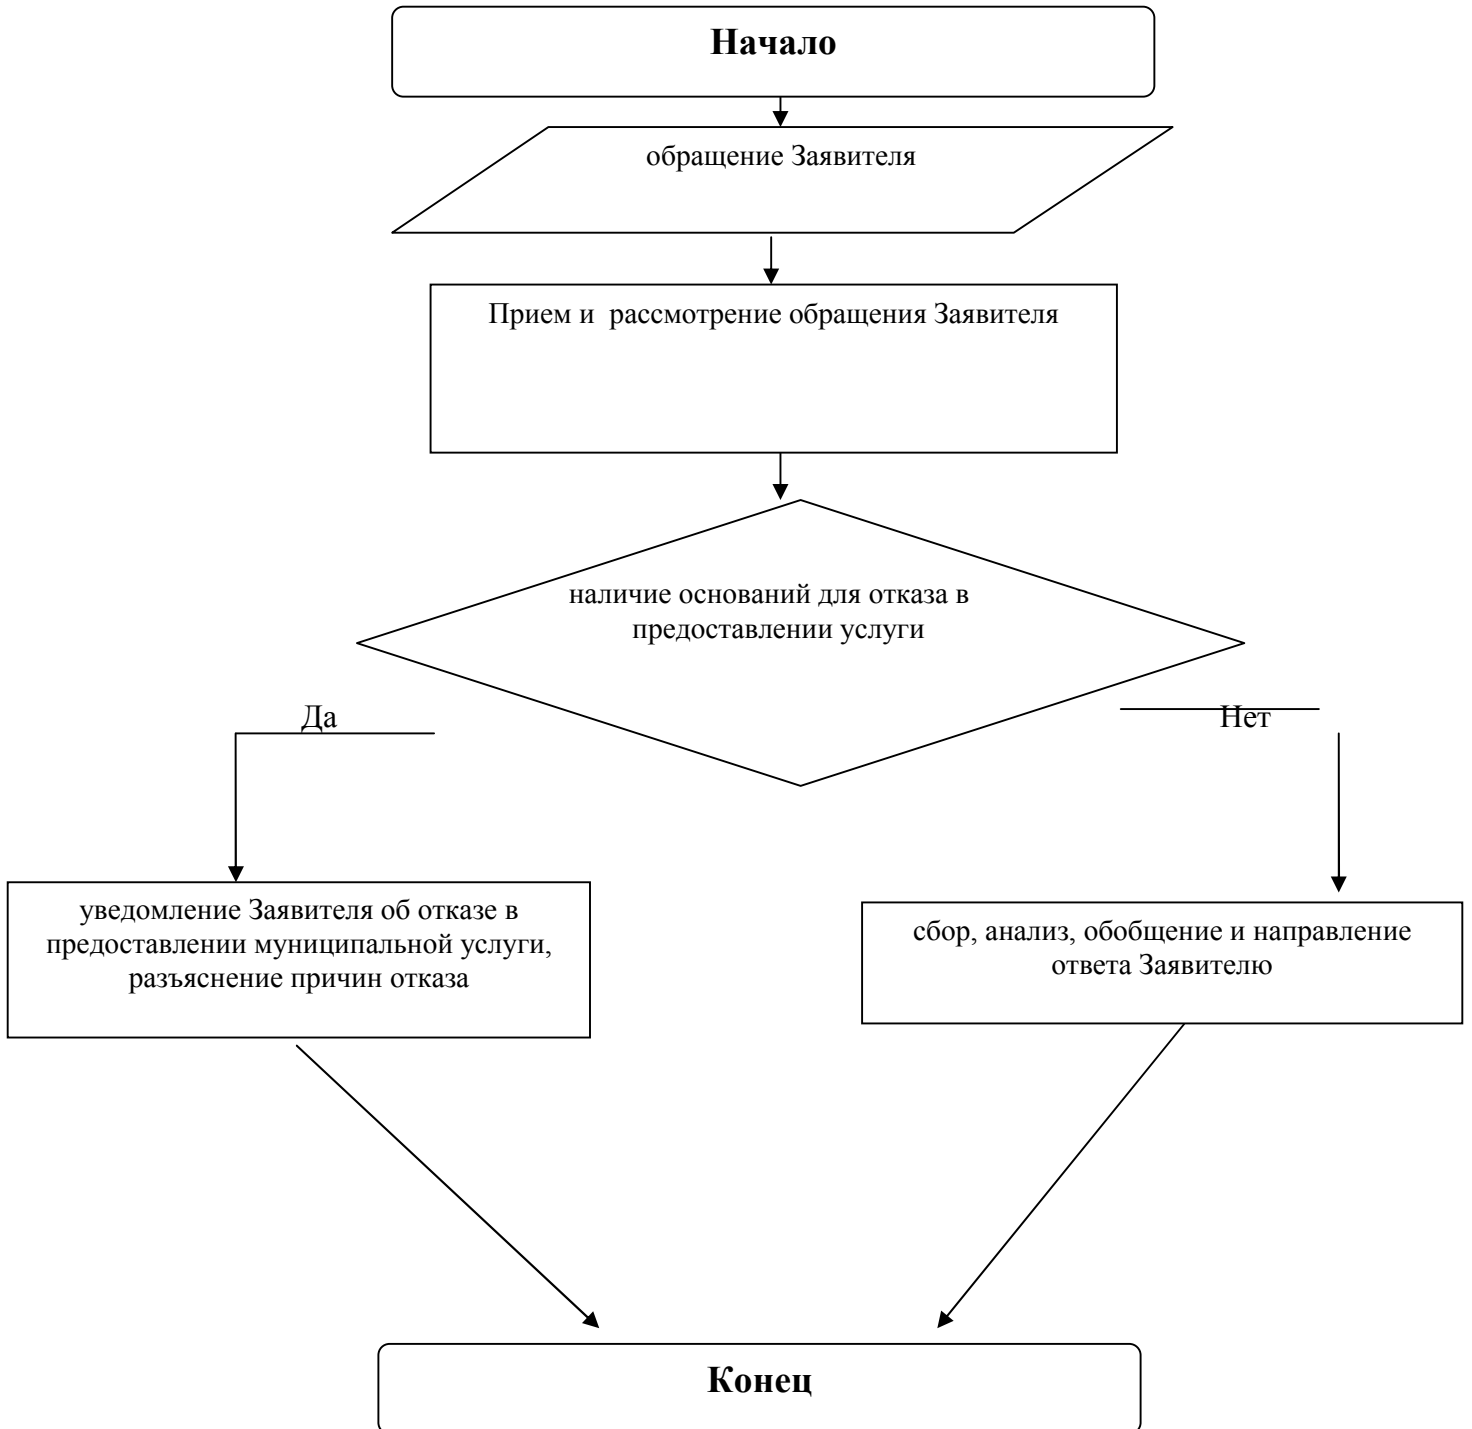 Начало
обращение Заявителя
Прием и  рассмотрение обращения Заявителя
наличие оснований для отказа в
предоставлении услуги
Да
Нет
уведомление Заявителя об отказе в
предоставлении муниципальной услуги,
разъяснение причин отказа
сбор, анализ, обобщение и направление
ответа Заявителю
Конец